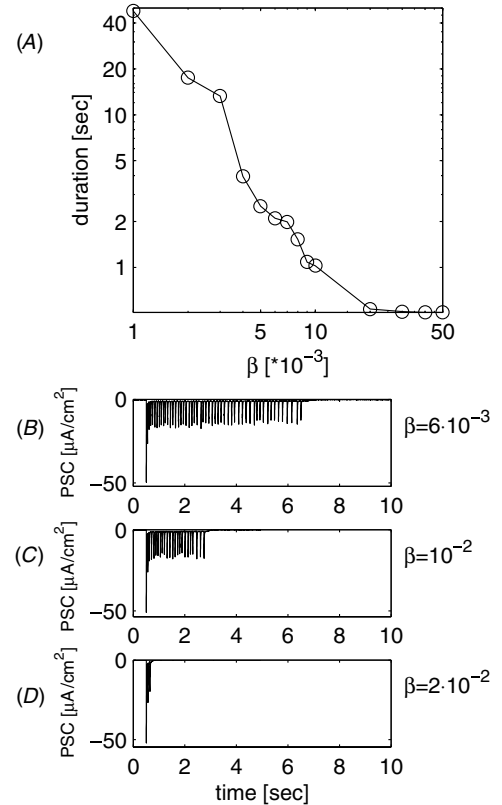 (A)
duration [sec]
40
20
10
5
2
1
1
5
10
50
β [*10⁻³]
(B)
PSC [μA/cm²]
0
−50
0 2 4 6 8 10
β=6·10⁻³
(C)
PSC [μA/cm²]
0
−50
0 2 4 6 8 10
β=10⁻²
(D)
PSC [μA/cm²]
0
−50
0 2 4 6 8 10
β=2·10⁻²
time [sec]